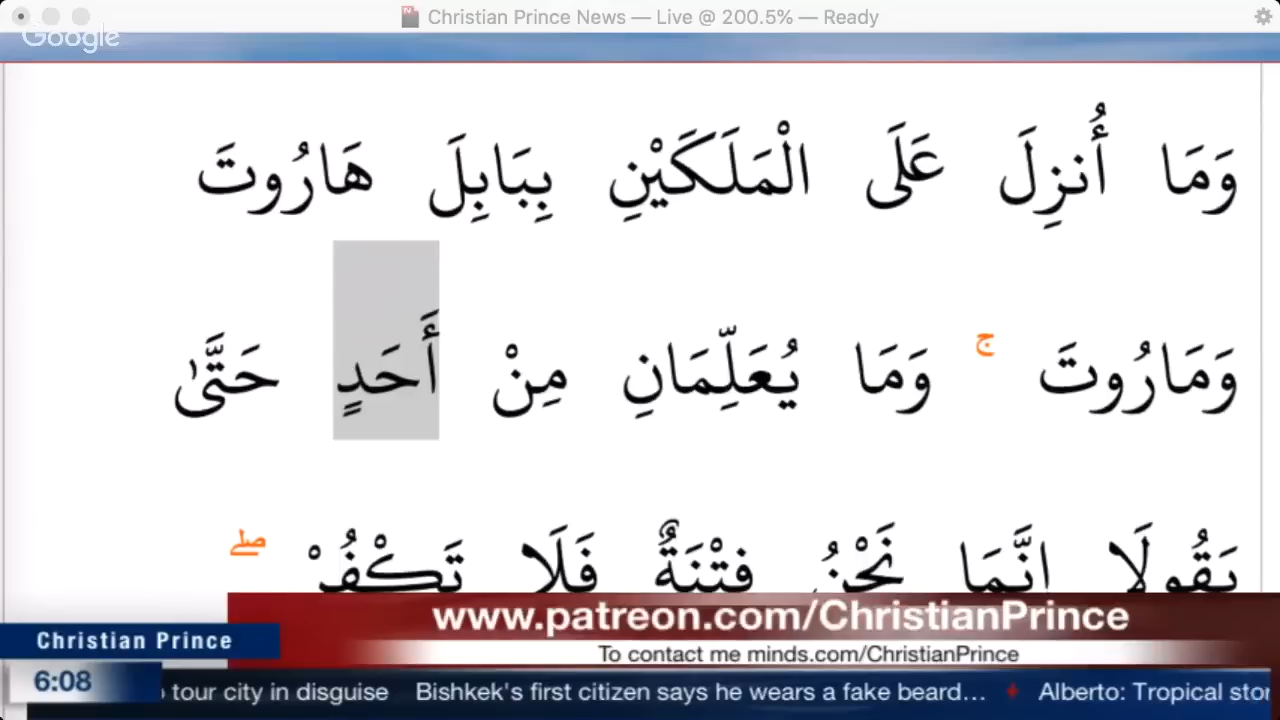 Christian Prince News — Live @ 200.5% — Ready
Google
وَمَا أُنزِلَ عَلَى الْمَلَكَيْنِ بِبَابِلَ هَارُوتَ
وَمَارُوتَ ۚ وَمَا يُعَلِّمَانِ مِنْ أَحَدٍ حَتَّىٰ
يَقُولَا إِنَّمَا نَحْنُ فِتْنَةٌ فَلَا تَكْفُرْ ۖ
www.patreon.com/ChristianPrince
Christian Prince
To contact me minds.com/ChristianPrince
6:08
tour city in disguise Bishkek's first citizen says he wears a fake beard... Alberto: Tropical stor